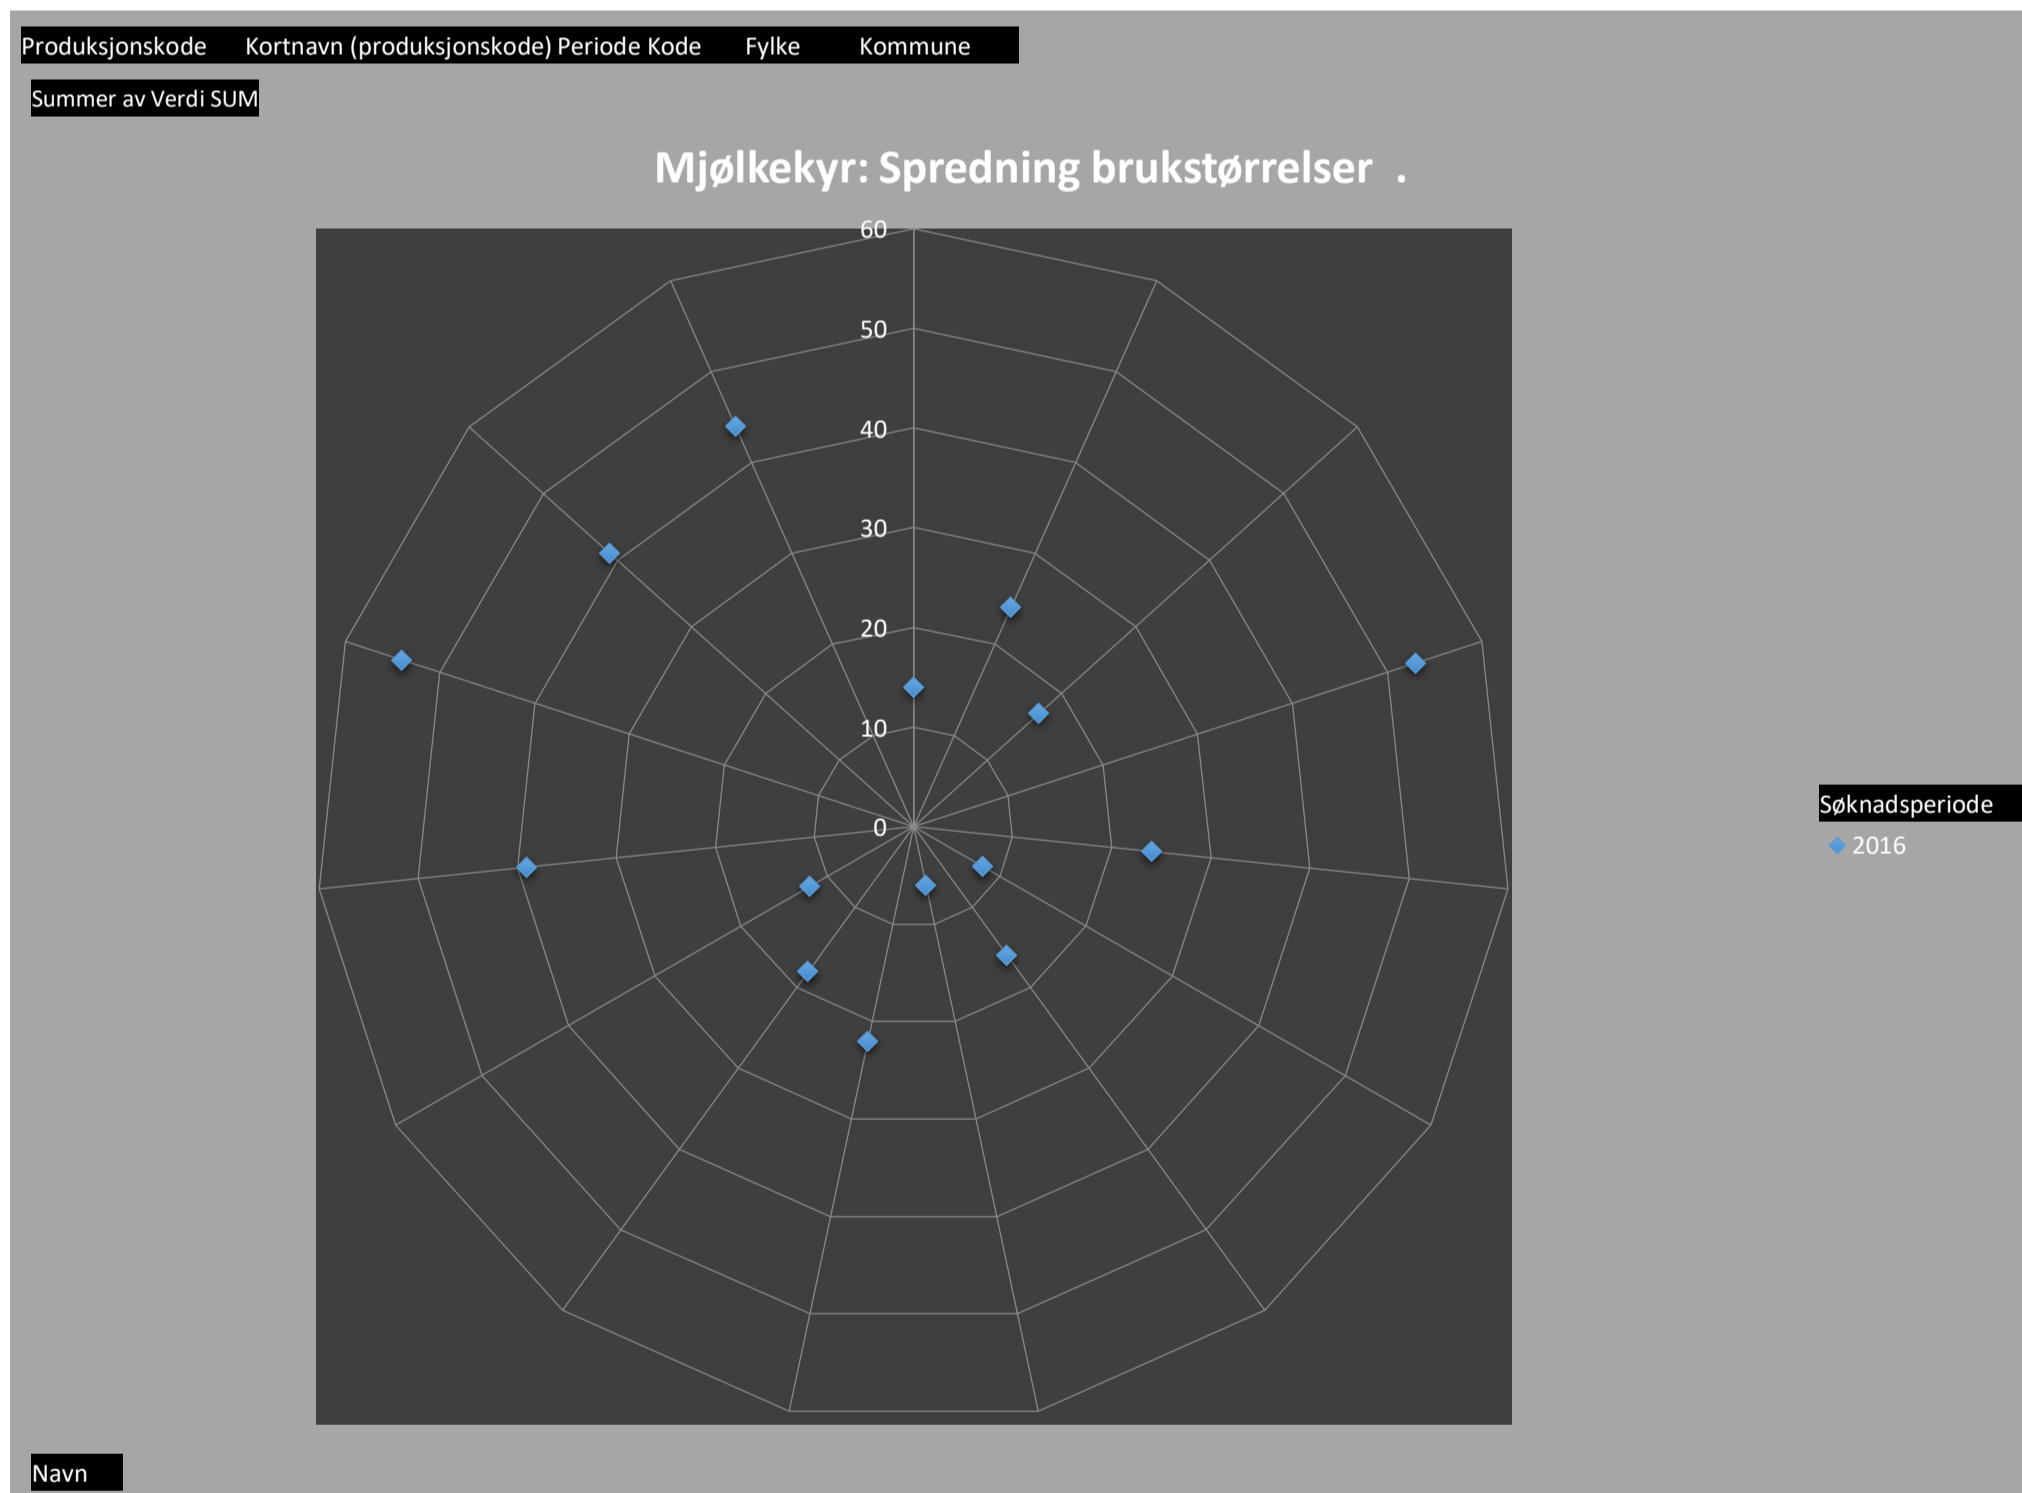 Produksjonskode Kortnavn (produksjonskode) Periode Kode Fylke Kommune
Summer av Verdi SUM
Mjølkekyr: Spredning brukstørrelser .
60
50
40
30
20
10
0
Søknadsperiode
2016
Navn